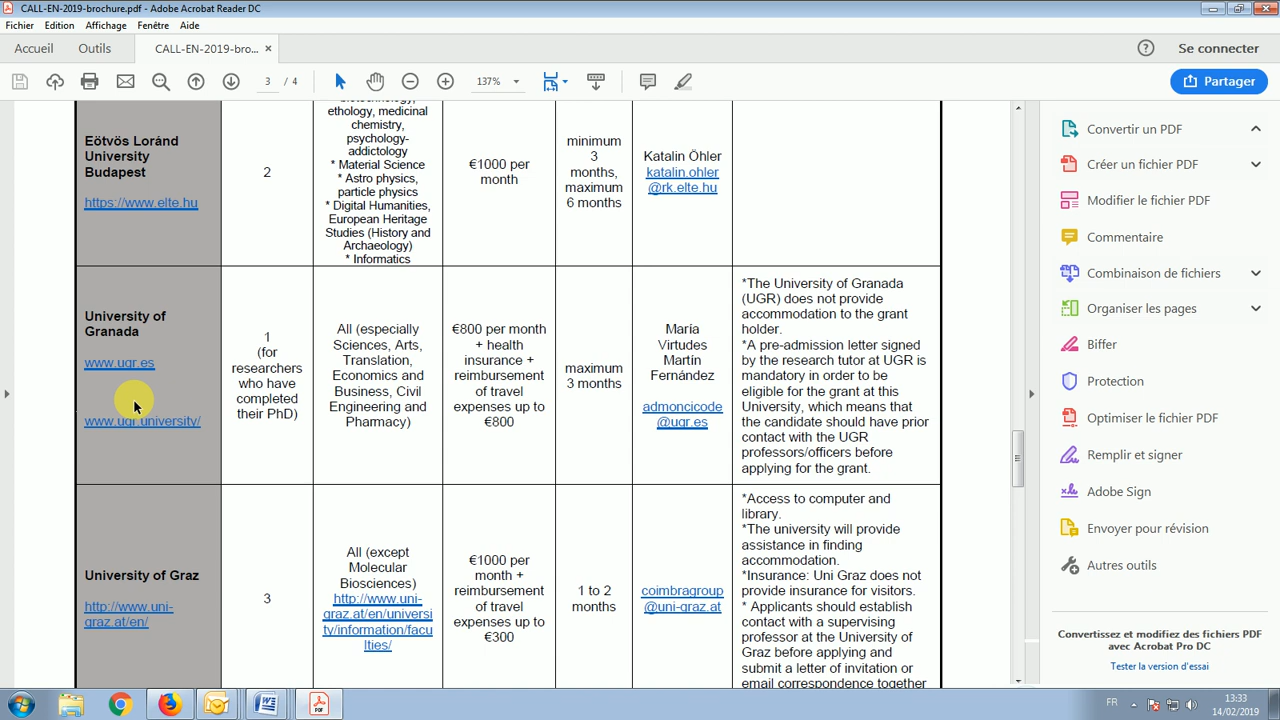 CALL-EN-2019-brochure.pdf - Adobe Acrobat Reader DC
Fichier Edition Affichage Fenêtre Aide
Accueil Outils CALL-EN-2019-bro... × ? Se connecter
3 / 4 137% Partager
Eötvös Loránd
University
Budapest
https://www.elte.hu
2
ethology, medicinal
chemistry,
psychology-
addictology
* Material Science
* Astro physics,
particle physics
* Digital Humanities,
European Heritage
Studies (History and
Archaeology)
* Informatics
€1000 per
month
minimum
3
months,
maximum
6 months
Katalin Öhler
katalin.ohler
@rk.elte.hu
University of
Granada
www.ugr.es
www.ugr.university/
1
(for
researchers
who have
completed
their PhD)
All (especially
Sciences, Arts,
Translation,
Economics and
Business, Civil
Engineering and
Pharmacy)
€800 per month
+ health
insurance +
reimbursement
of travel
expenses up to
€800
maximum
3 months
María
Virtudes
Martín
Fernández
admoncicode
@ugr.es
*The University of Granada
(UGR) does not provide
accommodation to the grant
holder.
*A pre-admission letter signed
by the research tutor at UGR is
mandatory in order to be
eligible for the grant at this
University, which means that
the candidate should have prior
contact with the UGR
professors/officers before
applying for the grant.
University of Graz
http://www.uni-
graz.at/en/
3
All (except
Molecular
Biosciences)
http://www.uni-
graz.at/en/universi
ty/information/facu
lties/
€1000 per
month +
reimbursement
of travel
expenses up to
€300
1 to 2
months
coimbragroup
@uni-graz.at
*Access to computer and
library.
*The university will provide
assistance in finding
accommodation.
*Insurance: Uni Graz does not
provide insurance for visitors.
* Applicants should establish
contact with a supervising
professor at the University of
Graz before applying and
submit a letter of invitation or
email correspondence together
Convertir un PDF
Créer un fichier PDF
Modifier le fichier PDF
Commentaire
Combinaison de fichiers
Organiser les pages
Biffer
Protection
Optimiser le fichier PDF
Remplir et signer
Adobe Sign
Envoyer pour révision
Autres outils
Convertissez et modifiez des fichiers PDF
avec Acrobat Pro DC
Tester la version d'essai
FR
13:33
14/02/2019